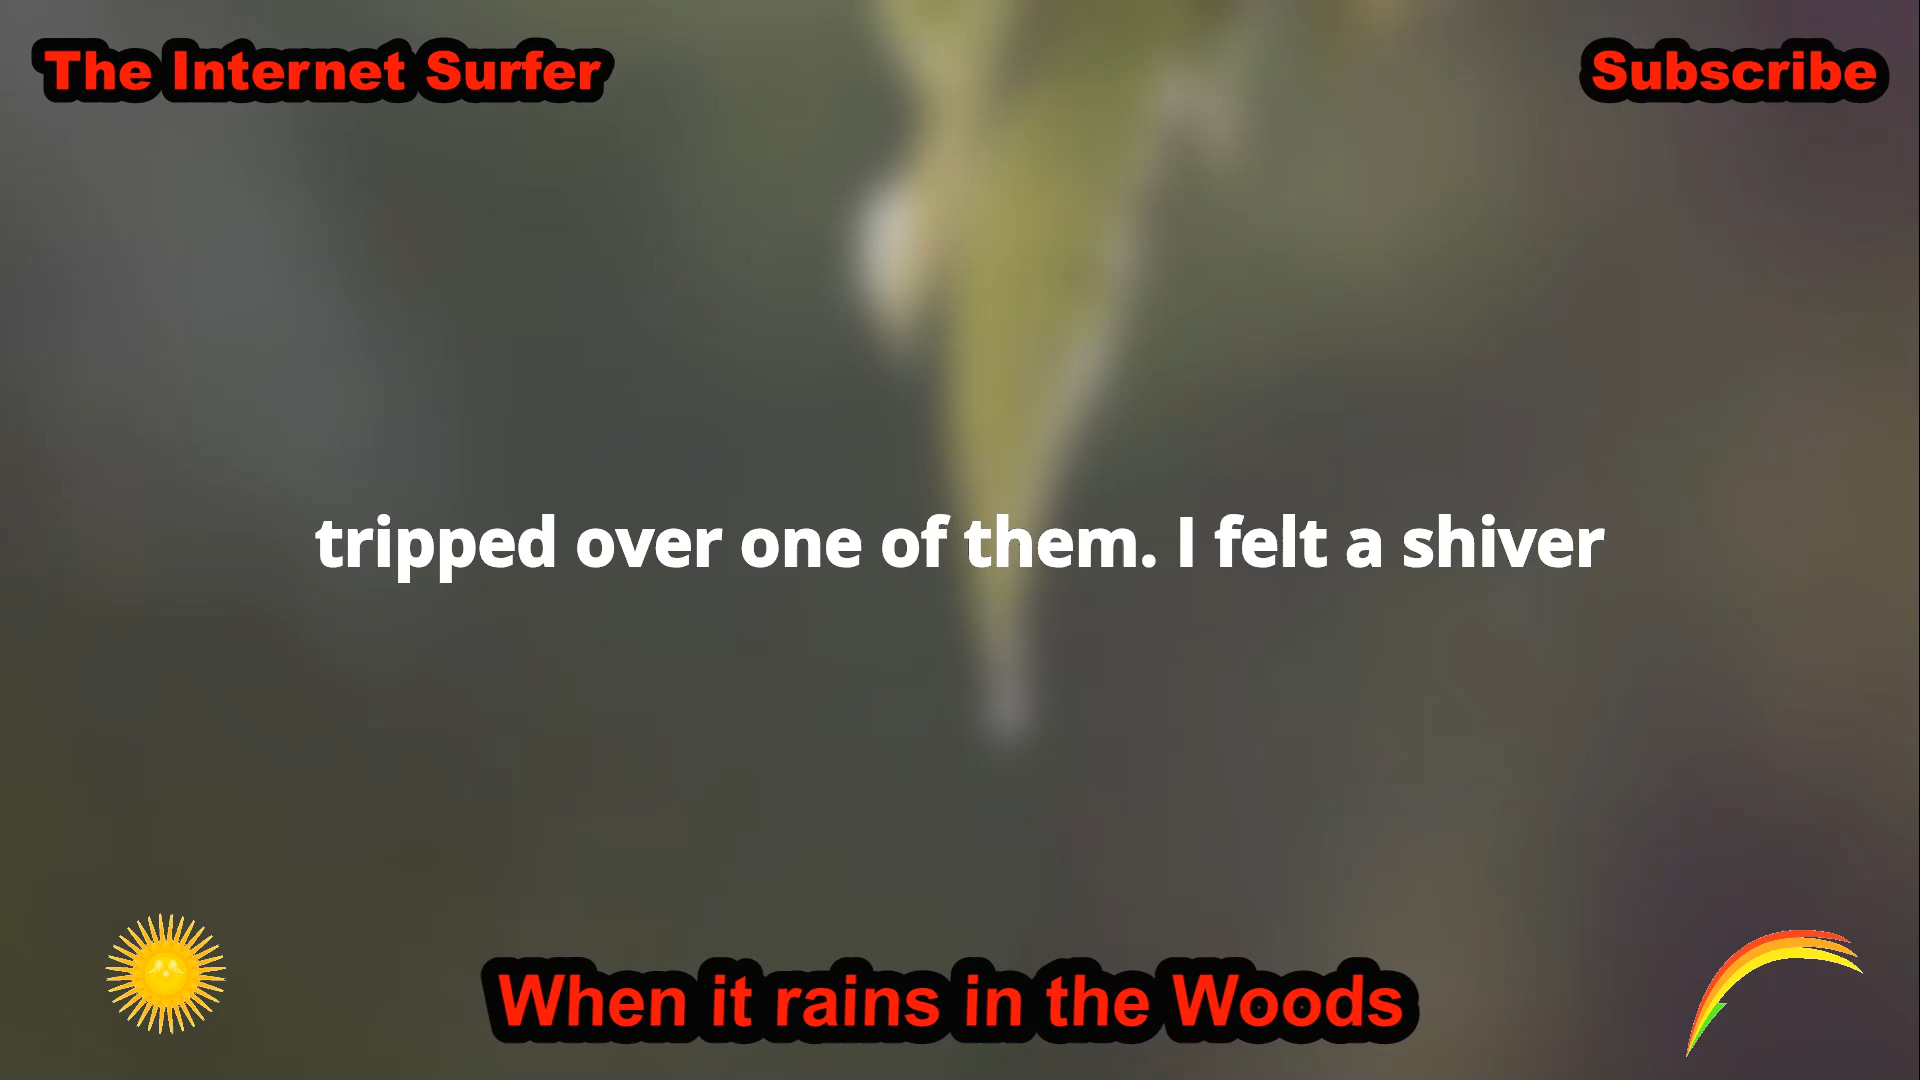 The Internet Surfer
Subscribe
tripped over one of them. I felt a shiver
When it rains in the Woods